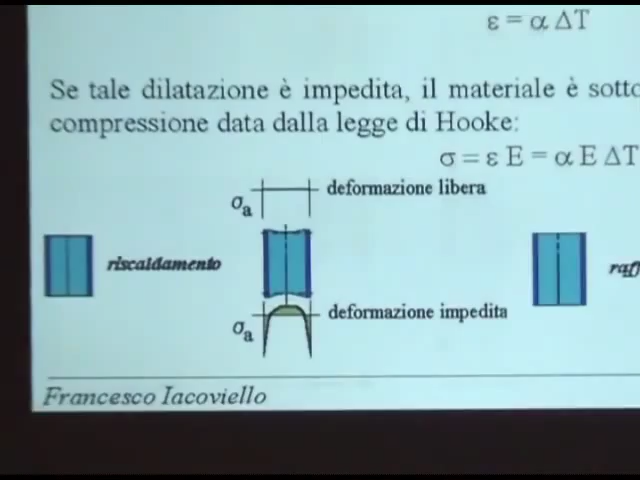 ε = α ΔT
Se tale dilatazione è impedita, il materiale è sotto
compressione data dalla legge di Hooke:
σ = ε E = α E ΔT
σa deformazione libera
riscaldamento
raff
σa deformazione impedita
Francesco Iacoviello